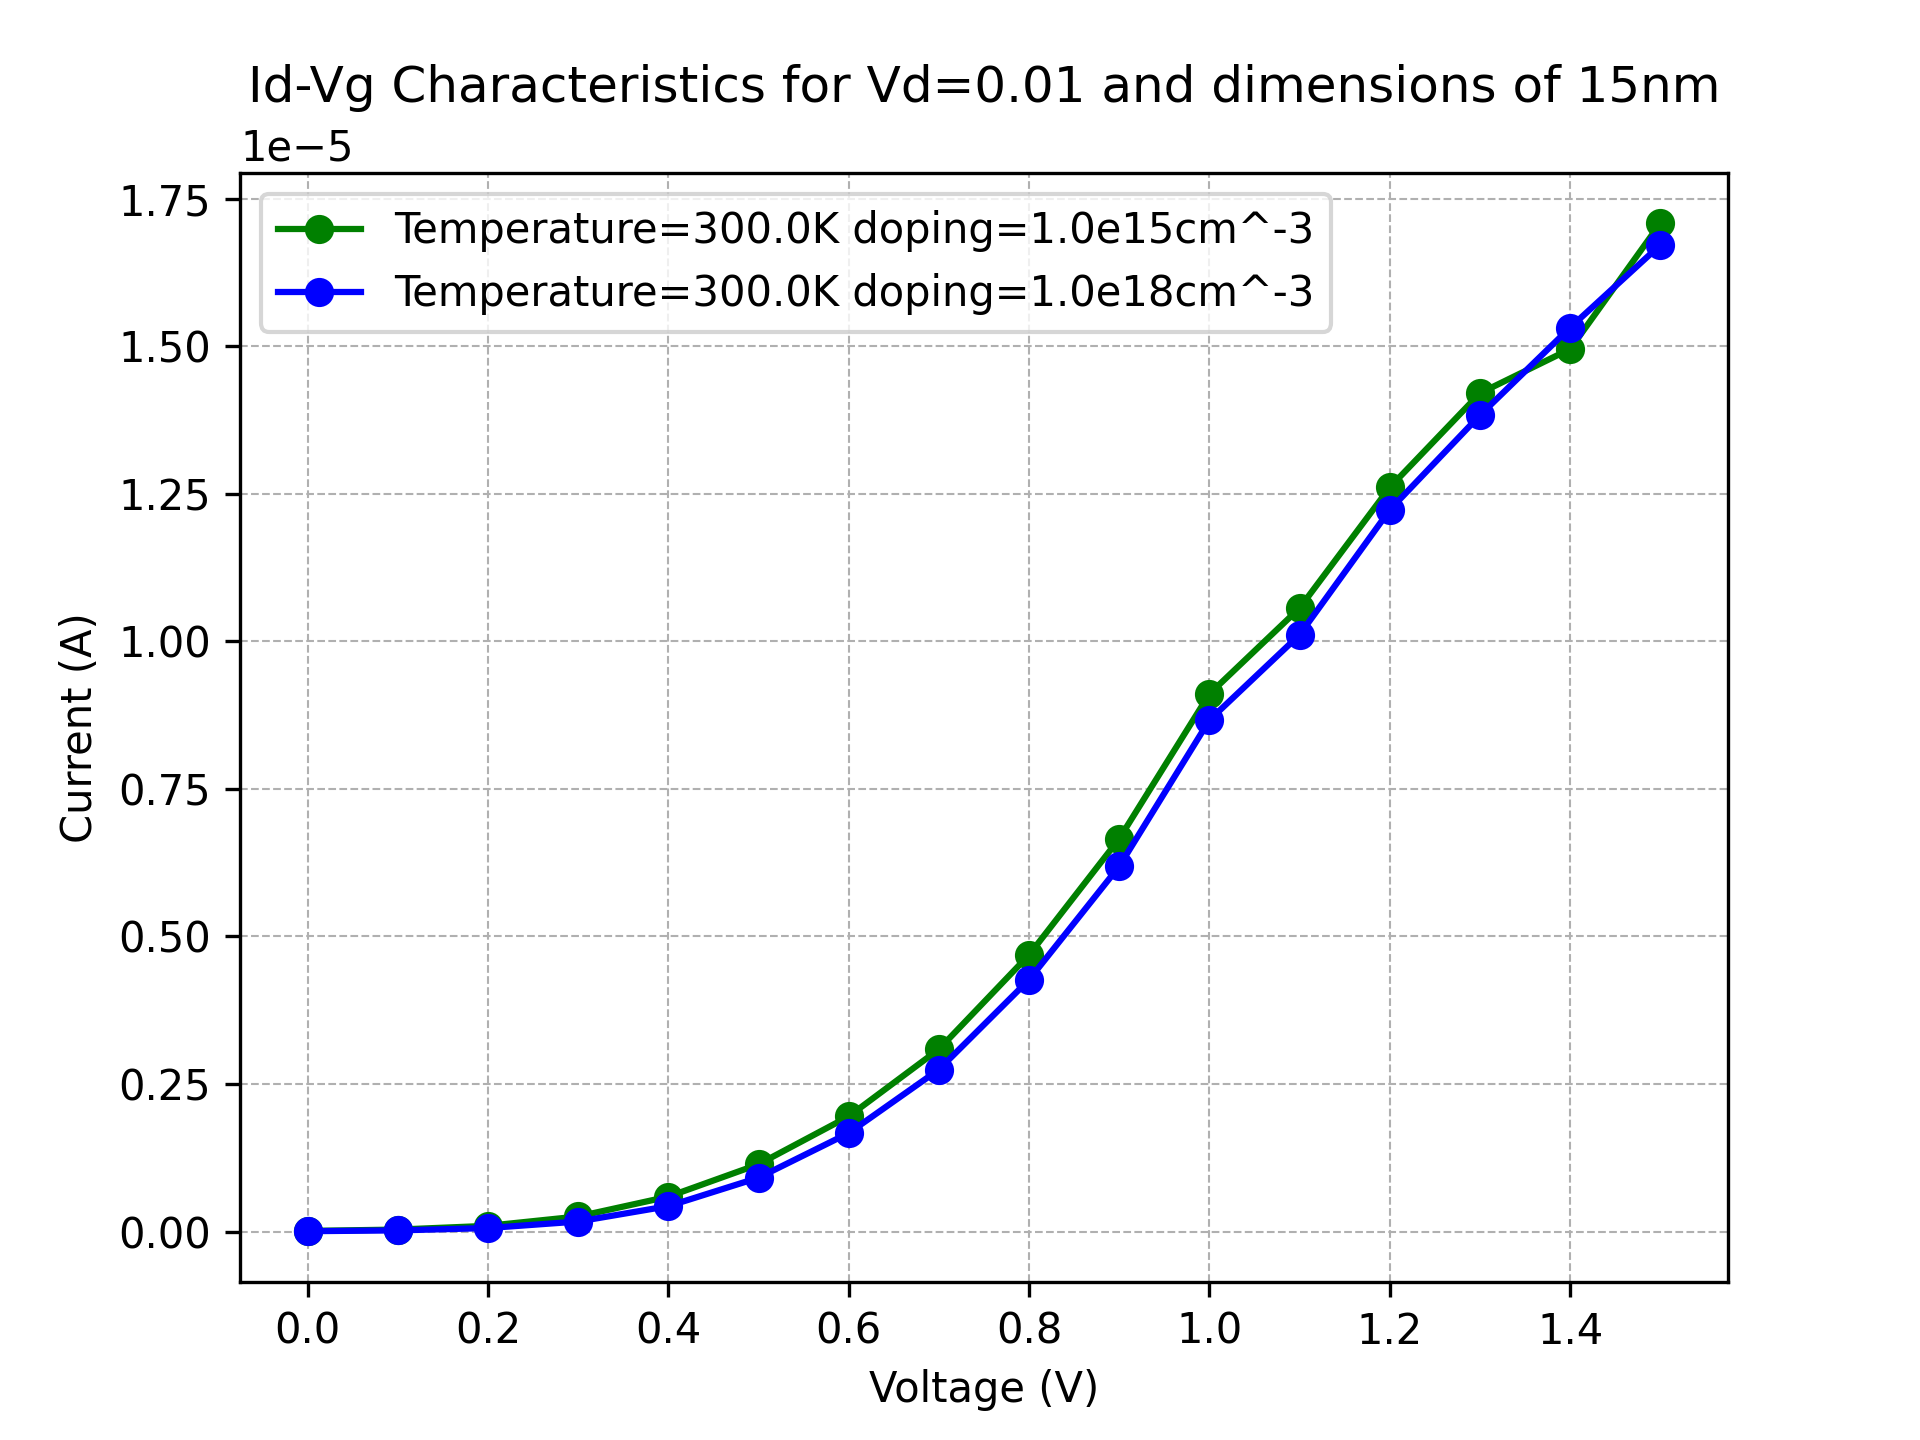 Id-Vg Characteristics for Vd=0.01 and dimensions of 15nm
1e−5
1.75
1.50
1.25
1.00
0.75
0.50
0.25
0.00
Current (A)
Temperature=300.0K doping=1.0e15cm^-3
Temperature=300.0K doping=1.0e18cm^-3
0.0 0.2 0.4 0.6 0.8 1.0 1.2 1.4
Voltage (V)